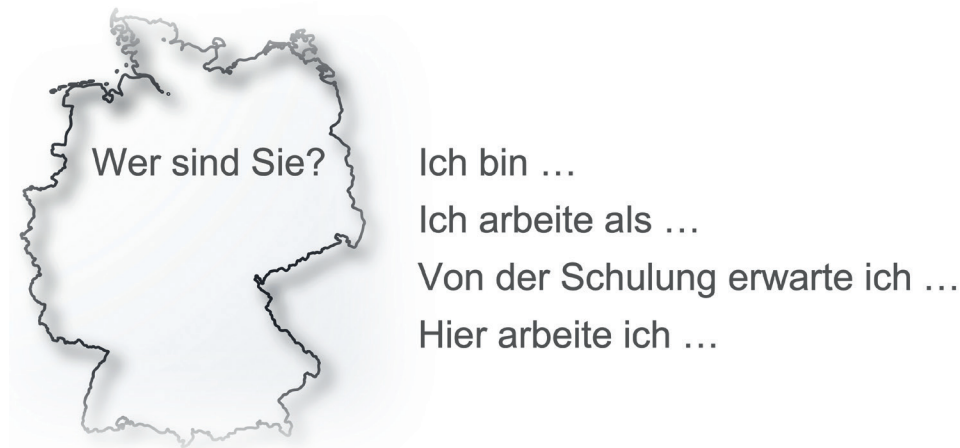 Wer sind Sie?
Ich bin …
Ich arbeite als …
Von der Schulung erwarte ich …
Hier arbeite ich …